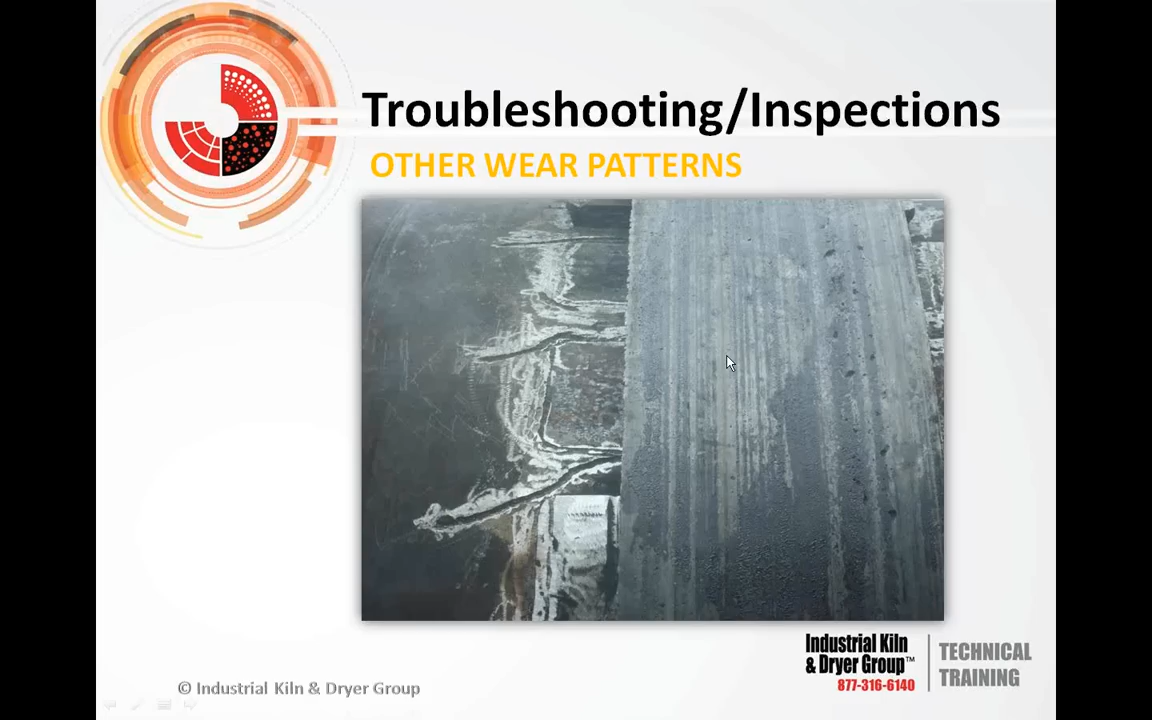 Troubleshooting/Inspections
OTHER WEAR PATTERNS
Industrial Kiln
& Dryer Group™
877-316-6140
TECHNICAL
TRAINING
© Industrial Kiln & Dryer Group